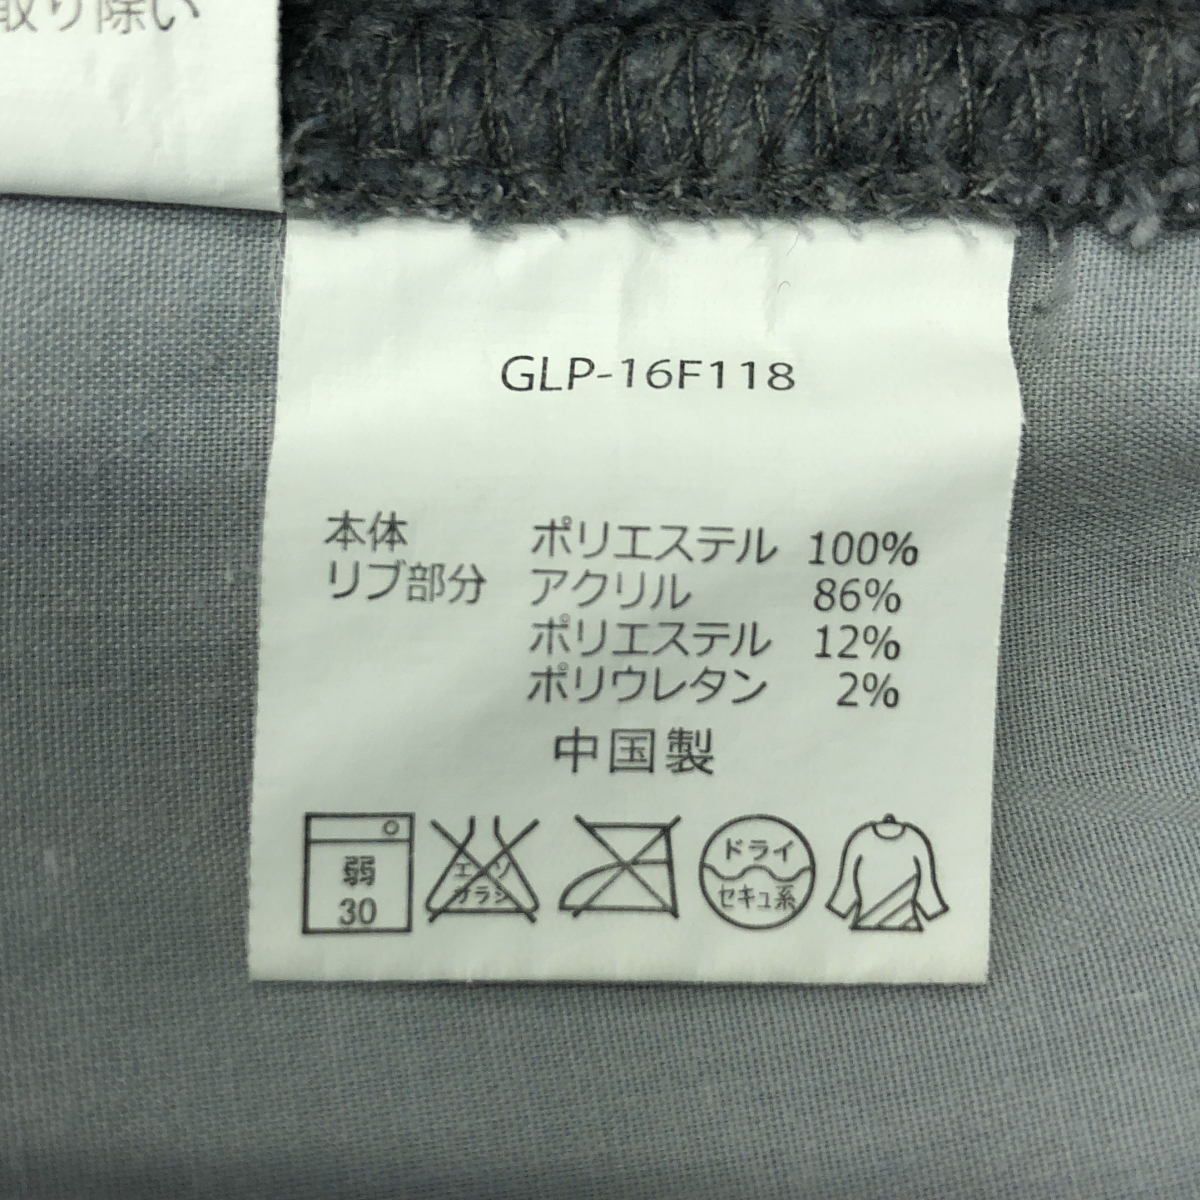 取り除い
GLP-16F118
本体 ポリエステル 100%
リブ部分 アクリル 86%
ポリエステル 12%
ポリウレタン 2%
中国製
弱
30
エンソ
サラシ
ドライ
セキユ系